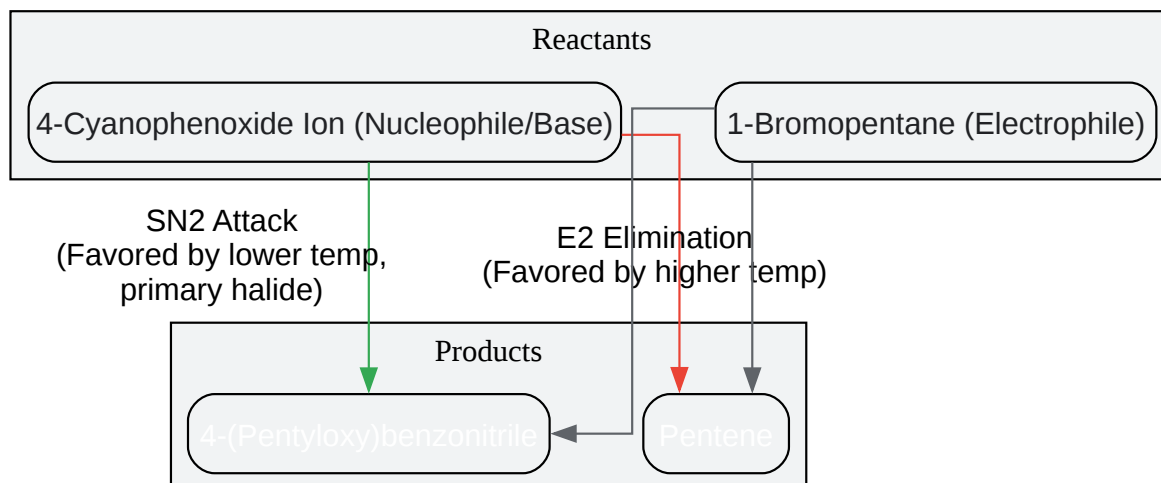 Reactants
4-Cyanophenoxide Ion (Nucleophile/Base)
1-Bromopentane (Electrophile)
SN2 Attack
(Favored by lower temp,
primary halide)
E2 Elimination
(Favored by higher temp)
Products
4-(Pentyloxy)benzonitrile
Pentene